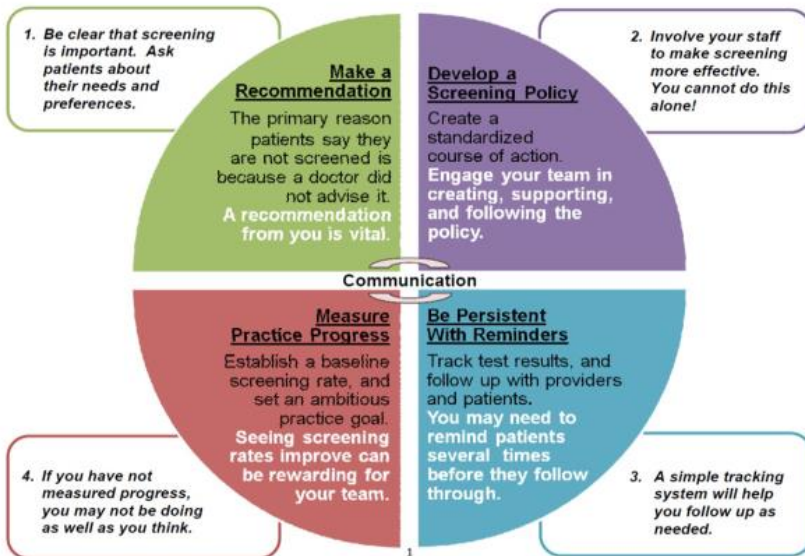 1. Be clear that screening
is important. Ask
patients about
their needs and
preferences.
Make a
Recommendation
The primary reason
patients say they
are not screened is
because a doctor did
not advise it.
A recommendation
from you is vital.
Develop a
Screening Policy
Create a
standardized
course of action.
Engage your team in
creating, supporting,
and following the
policy.
2. Involve your staff
to make screening
more effective.
You cannot do this
alone!
Communication
Measure
Practice Progress
Establish a baseline
screening rate, and
set an ambitious
practice goal.
Seeing screening
rates improve can
be rewarding for
your team.
Be Persistent
With Reminders
Track test results, and
follow up with providers
and patients.
You may need to
remind patients
several times
before they follow
through.
4. If you have not
measured progress,
you may not be doing
as well as you think.
3. A simple tracking
system will help
you follow up as
needed.
1